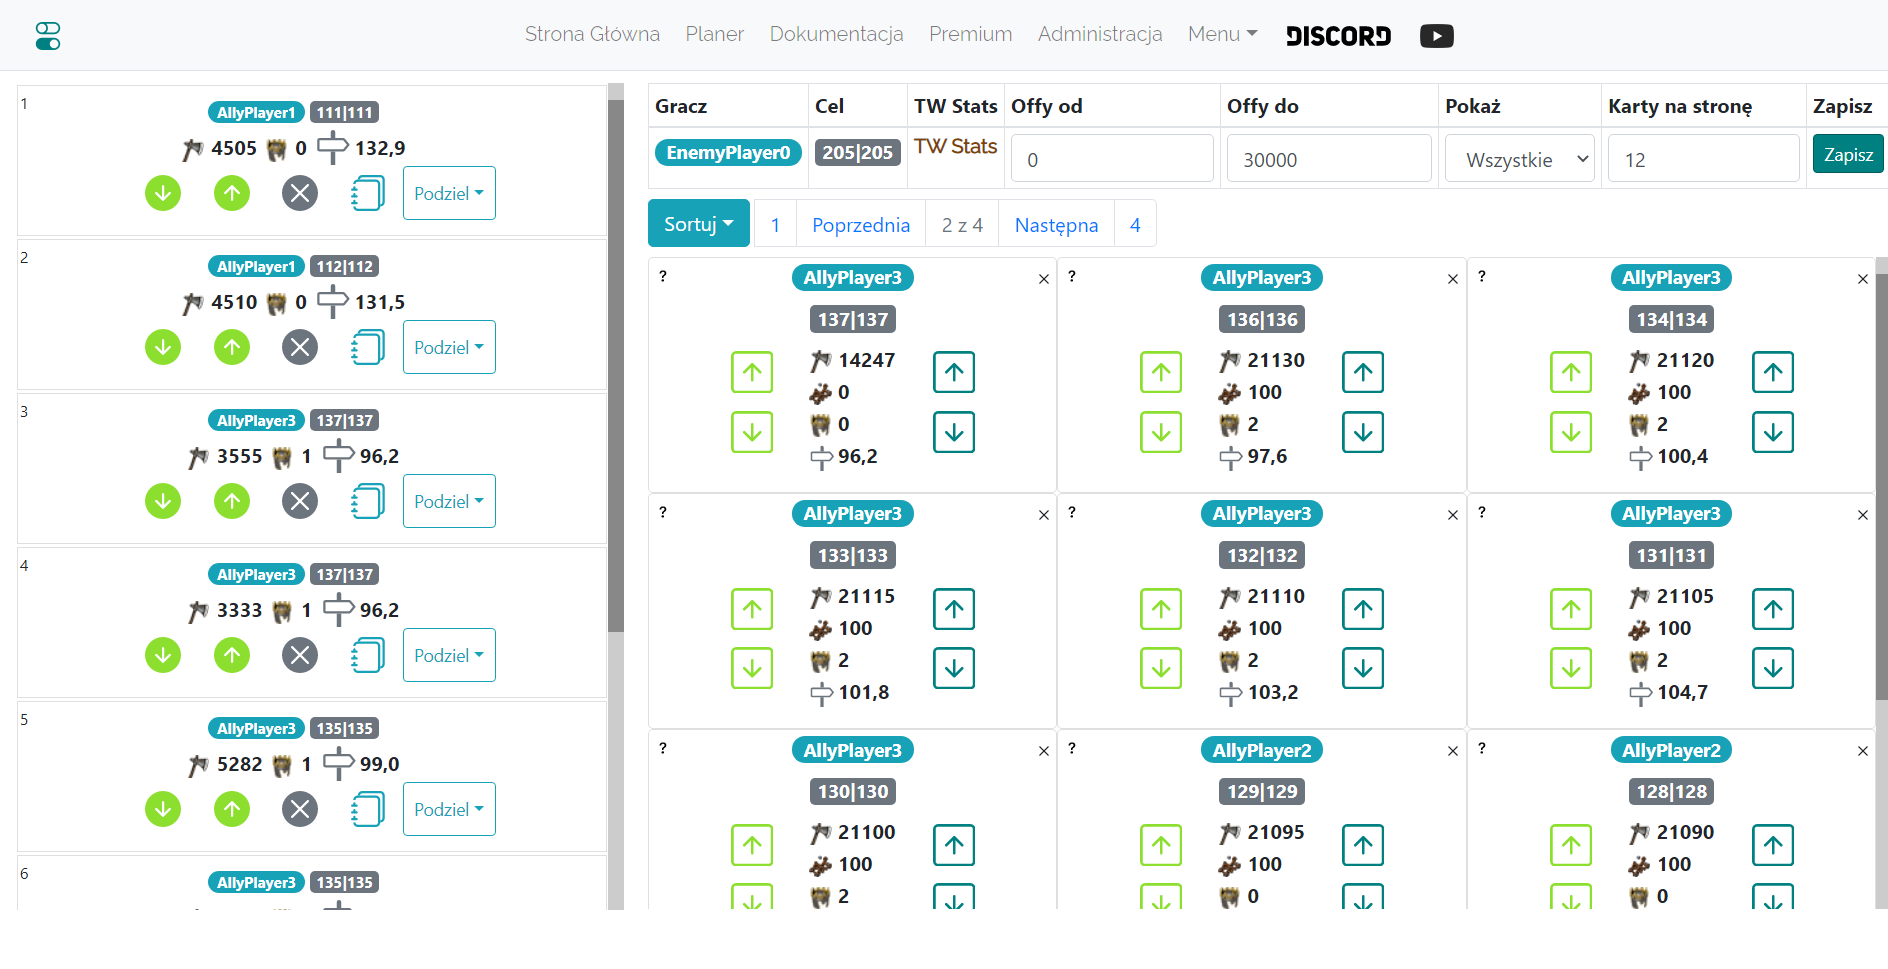 Strona Główna Planer Dokumentacja Premium Administracja Menu DISCORD
1
AllyPlayer1 111|111
4505 0 132,9
Podziel
2
AllyPlayer1 112|112
4510 0 131,5
Podziel
3
AllyPlayer3 137|137
3555 1 96,2
Podziel
4
AllyPlayer3 137|137
3333 1 96,2
Podziel
5
AllyPlayer3 135|135
5282 1 99,0
Podziel
6
AllyPlayer3 135|135
Gracz Cel TW Stats Offy od Offy do Pokaż Karty na stronę Zapisz
EnemyPlayer0 205|205 TW Stats 0 30000 Wszystkie 12 Zapisz
Sortuj 1 Poprzednia 2 z 4 Następna 4
? AllyPlayer3 ×
137|137
14247
0
0
96,2
? AllyPlayer3 ×
136|136
21130
100
2
97,6
? AllyPlayer3 ×
134|134
21120
100
2
100,4
? AllyPlayer3 ×
133|133
21115
100
2
101,8
? AllyPlayer3 ×
132|132
21110
100
2
103,2
? AllyPlayer3 ×
131|131
21105
100
2
104,7
? AllyPlayer3 ×
130|130
21100
100
2
? AllyPlayer2 ×
129|129
21095
100
0
? AllyPlayer2 ×
128|128
21090
100
0